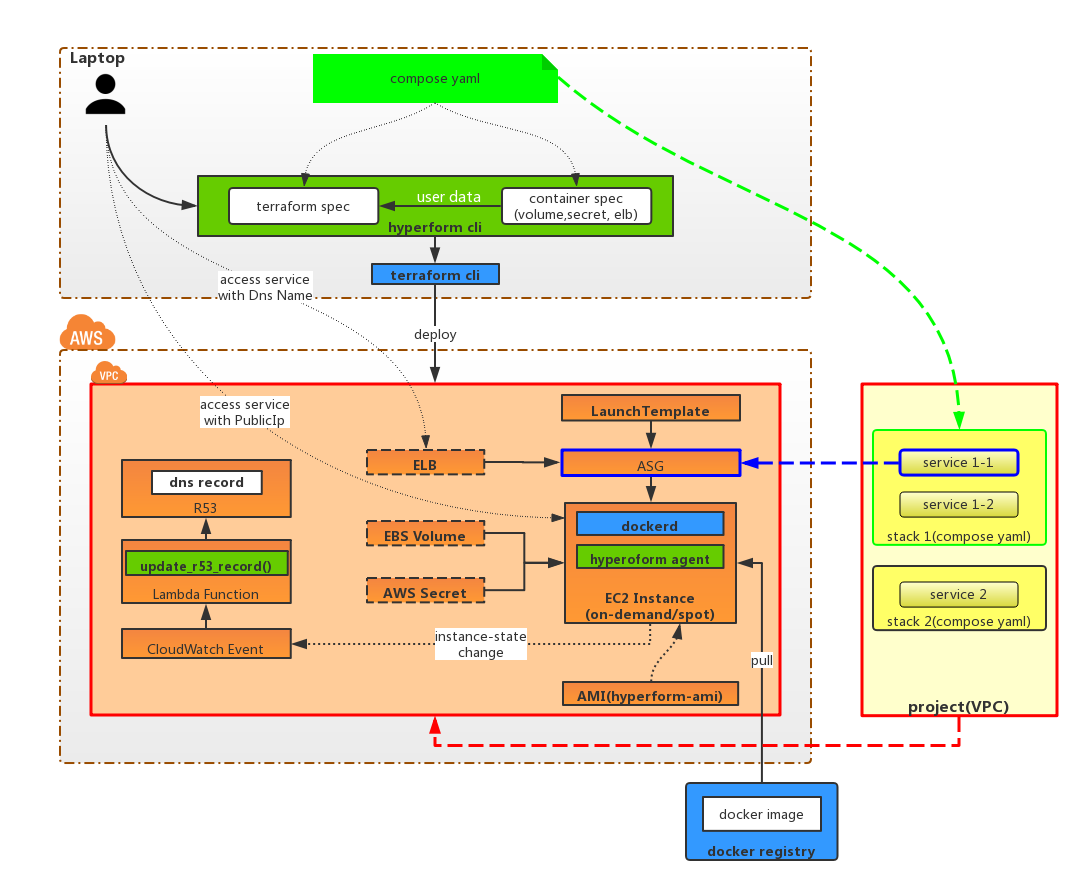 Laptop
compose yaml
terraform spec
user data
container spec
(volume,secret, elb)
hyperform cli
terraform cli
access service
with Dns Name
deploy
AWS
VPC
access service
with PublicIp
LaunchTemplate
ELB
ASG
dns record
R53
EBS Volume
dockerd
update_r53_record()
hyperoform agent
Lambda Function
AWS Secret
EC2 Instance
(on-demand/spot)
CloudWatch Event
instance-state
change
AMI(hyperform-ami)
pull
service 1-1
service 1-2
stack 1(compose yaml)
service 2
stack 2(compose yaml)
project(VPC)
docker image
docker registry